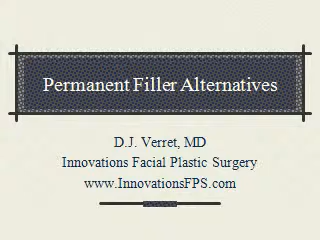 Permanent Filler Alternatives
D.J. Verret, MD
Innovations Facial Plastic Surgery
www.InnovationsFPS.com